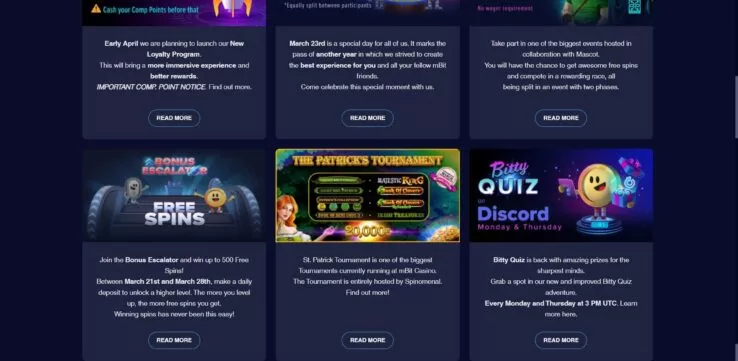 Cash your Comp Points before that
*Equally split between participants
No wager requirement
Early April we are planning to launch our New
Loyalty Program.
This will bring a more immersive experience and
better rewards.
IMPORTANT COMP. POINT NOTICE. Find out more.
READ MORE
March 23rd is a special day for all of us. It marks the
pass of another year in which we strived to create
the best experience for you and all your fellow mBit
friends.
Come celebrate this special moment with us.
READ MORE
Take part in one of the biggest events hosted in
collaboration with Mascot.
You will have the chance to get awesome free spins
and compete in a rewarding race, all
being split in an event with two phases.
READ MORE
BONUS
ESCALATOR
FREE
SPINS
Join the Bonus Escalator and win up to 500 Free
Spins!
Between March 21st and March 28th, make a daily
deposit to unlock a higher level. The more you level
up, the more free spins you get.
Winning spins has never been this easy!
READ MORE
THE PATRICK'S TOURNAMENT
MAJESTIC KING
20,000
St. Patrick Tournament is one of the biggest
Tournaments currently running at mBit Casino.
The Tournament is entirely hosted by Spinomenal.
Find out more!
READ MORE
Bitty
QUIZ
on
Discord
Monday & Thursday
Bitty Quiz is back with amazing prizes for the
sharpest minds.
Grab a spot in our new and improved Bitty Quiz
adventure.
Every Monday and Thursday at 3 PM UTC. Learn
more here.
READ MORE